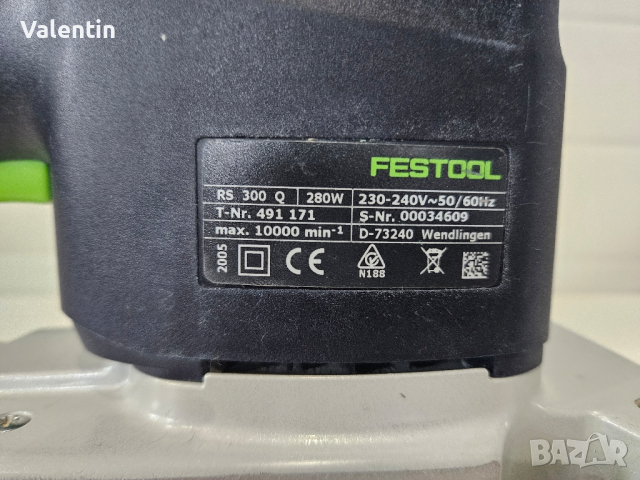 Valentin
FESTOOL
RS 300 Q 280W 230-240V~50/60Hz
T-Nr. 491 171 S-Nr. 00034609
max. 10000 min⁻¹ D-73240 Wendlingen
2005 CE N188
BAZAR